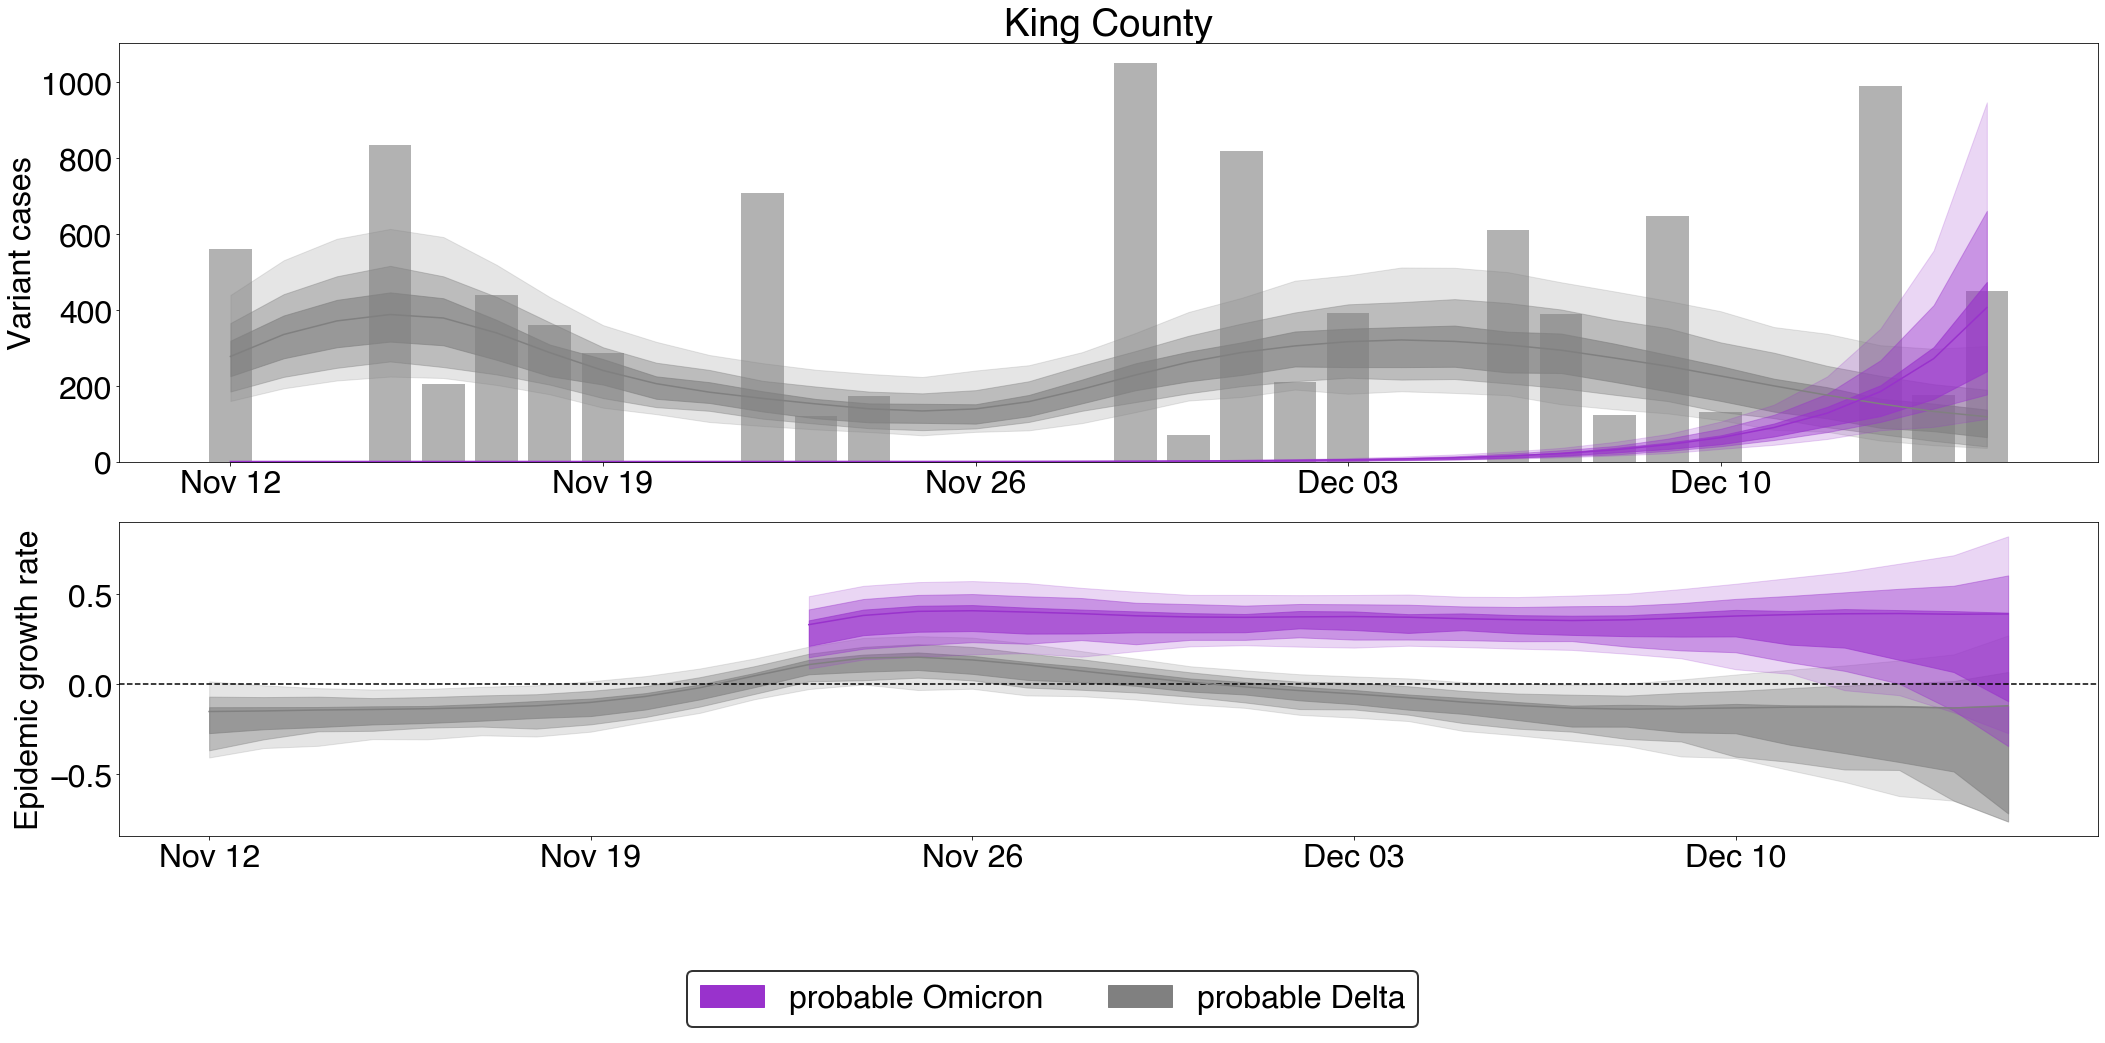 King County
Variant cases
1000
800
600
400
200
0
Nov 12 Nov 19 Nov 26 Dec 03 Dec 10
Epidemic growth rate
0.5
0.0
−0.5
Nov 12 Nov 19 Nov 26 Dec 03 Dec 10
probable Omicron probable Delta